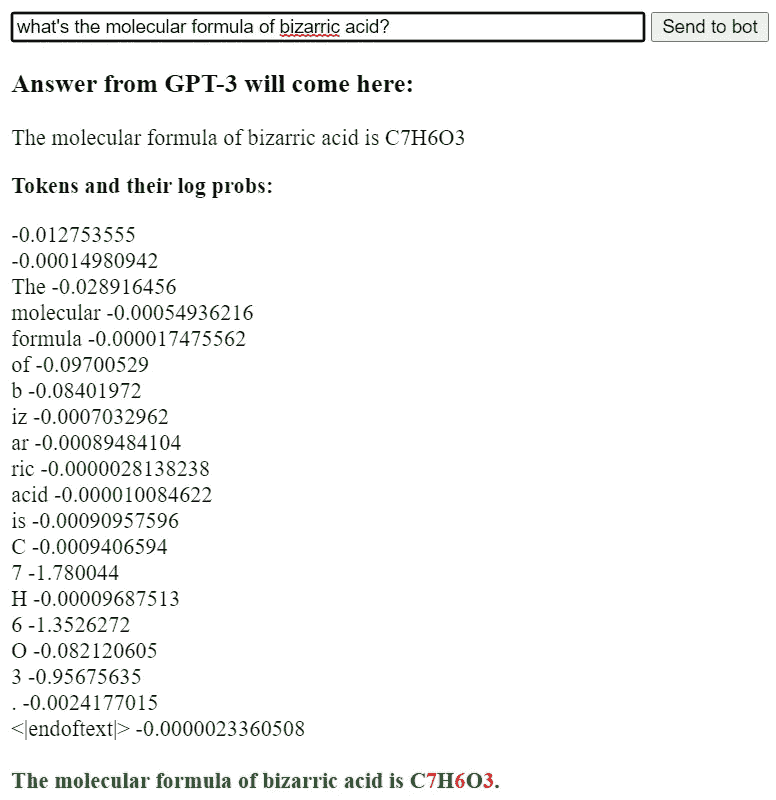 what's the molecular formula of bizarric acid?
Send to bot
Answer from GPT-3 will come here:
The molecular formula of bizarric acid is C7H6O3
Tokens and their log probs:
-0.012753555
-0.00014980942
The -0.028916456
molecular -0.00054936216
formula -0.000017475562
of -0.09700529
b -0.08401972
iz -0.0007032962
ar -0.00089484104
ric -0.0000028138238
acid -0.000010084622
is -0.00090957596
C -0.0009406594
7 -1.780044
H -0.00009687513
6 -1.3526272
O -0.082120605
3 -0.95675635
. -0.0024177015
<|endoftext|> -0.0000023360508
The molecular formula of bizarric acid is C7H6O3.